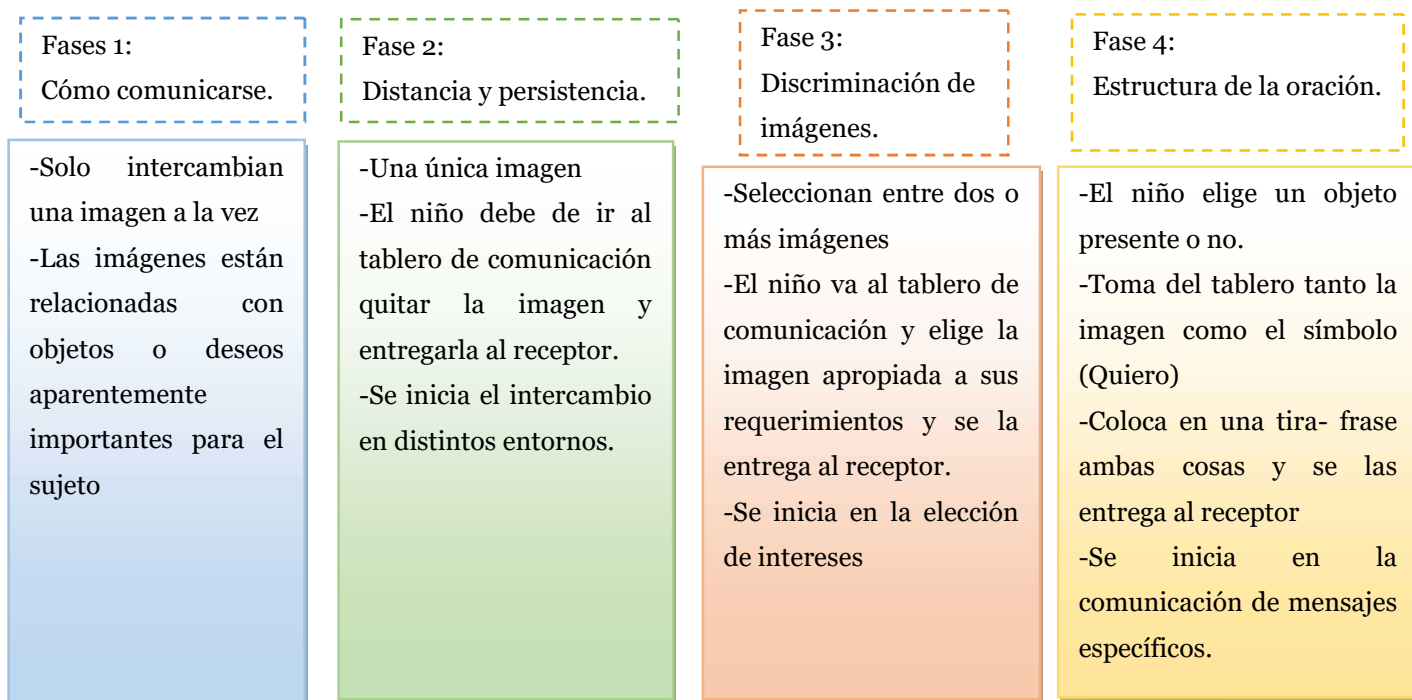 Fases 1:
Cómo comunicarse.
-Solo intercambian
una imagen a la vez
-Las imágenes están
relacionadas con
objetos o deseos
aparentemente
importantes para el
sujeto
Fase 2:
Distancia y persistencia.
-Una única imagen
-El niño debe de ir al
tablero de comunicación
quitar la imagen y
entregarla al receptor.
-Se inicia el intercambio
en distintos entornos.
Fase 3:
Discriminación de
imágenes.
-Seleccionan entre dos o
más imágenes
-El niño va al tablero de
comunicación y elige la
imagen apropiada a sus
requerimientos y se la
entrega al receptor.
-Se inicia en la elección
de intereses
Fase 4:
Estructura de la oración.
-El niño elige un objeto
presente o no.
-Toma del tablero tanto la
imagen como el símbolo
(Quiero)
-Coloca en una tira- frase
ambas cosas y se las
entrega al receptor
-Se inicia en la
comunicación de mensajes
específicos.